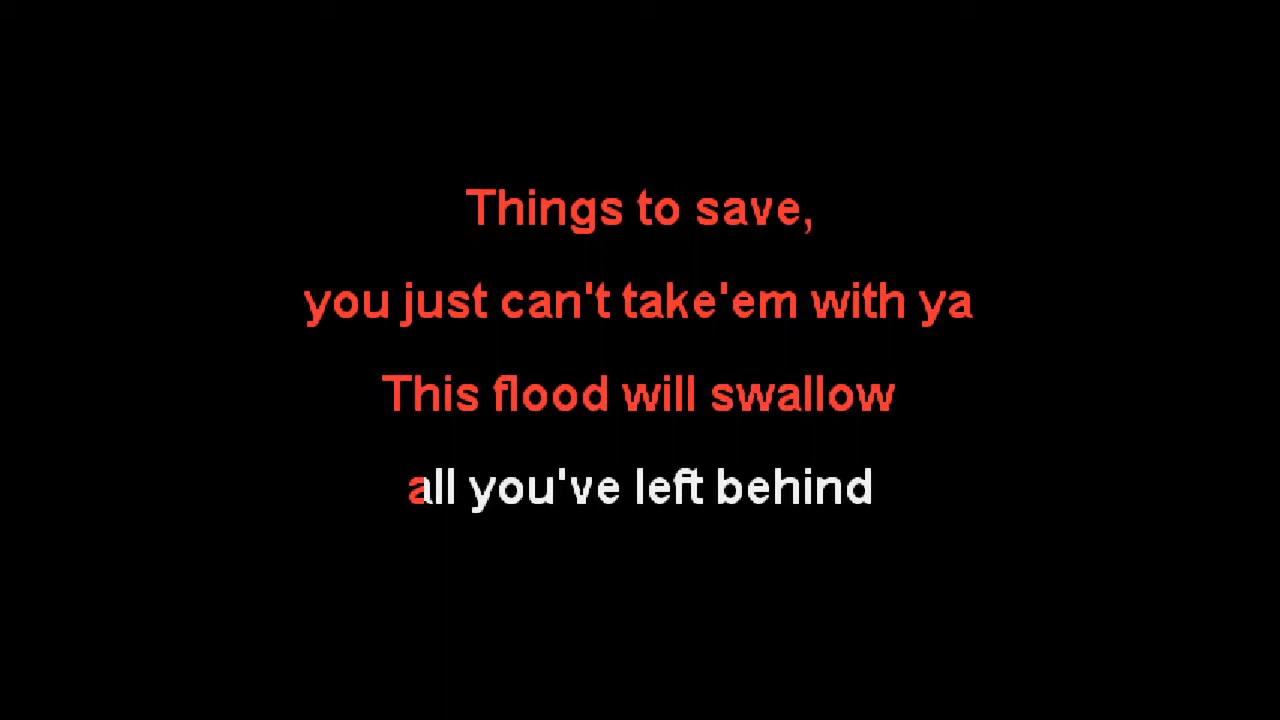 Things to save,
you just can't take'em with ya
This flood will swallow
all you've left behind